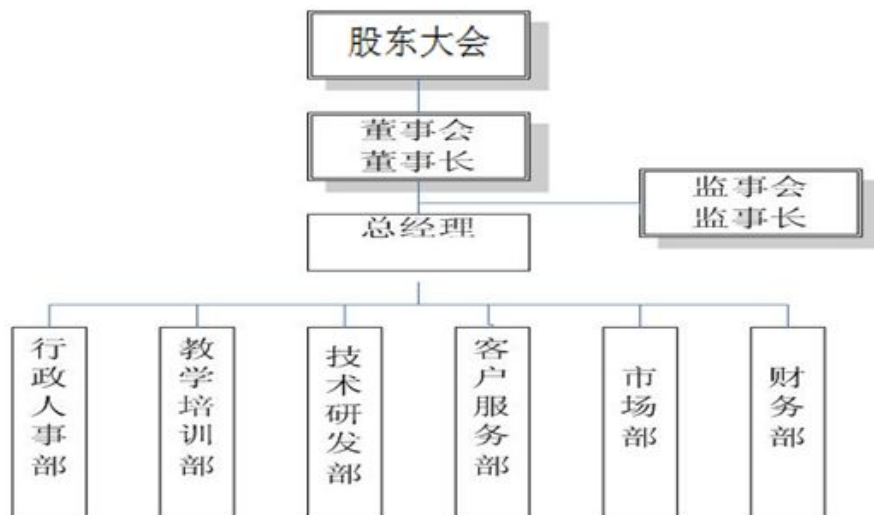 股东大会
董事会
董事长
监事会
监事长
总经理
行政人事部
教学培训部
技术研发部
客户服务部
市场部
财务部